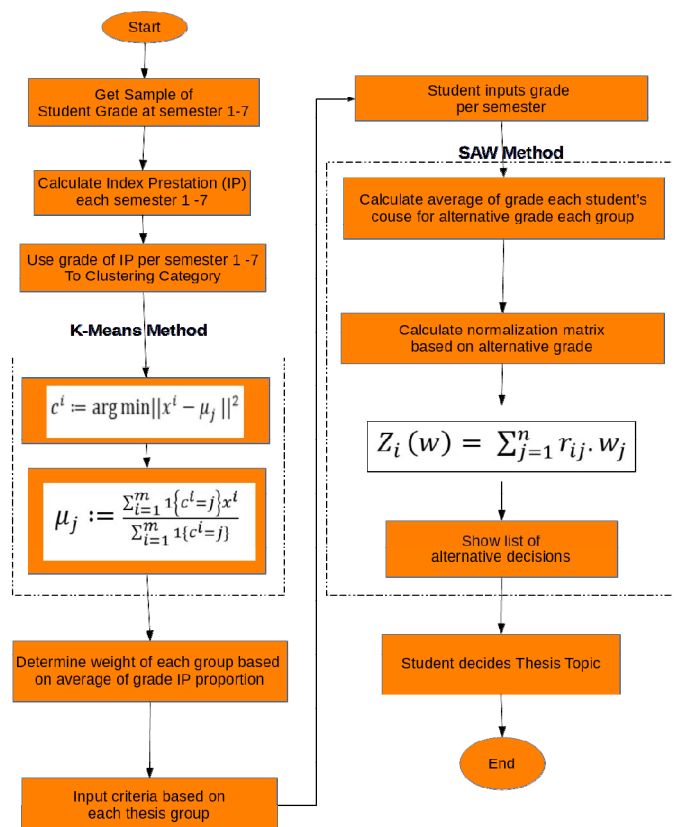 Start
Get Sample of
Student Grade at semester 1-7
Calculate Index Prestation (IP)
each semester 1 -7
Use grade of IP per semester 1 -7
To Clustering Category
K-Means Method
c^i := arg min||x^i − μ_j||^2
μ_j := \frac{∑_{i=1}^{m} 1{c^i=j}x^i}{∑_{i=1}^{m} 1{c^i=j}}
Determine weight of each group based
on average of grade IP proportion
Input criteria based on
each thesis group
Student inputs grade
per semester
SAW Method
Calculate average of grade each student's
couse for alternative grade each group
Calculate normalization matrix
based on alternative grade
Z_i (w) = ∑_{j=1}^{n} r_{ij}. w_j
Show list of
alternative decisions
Student decides Thesis Topic
End